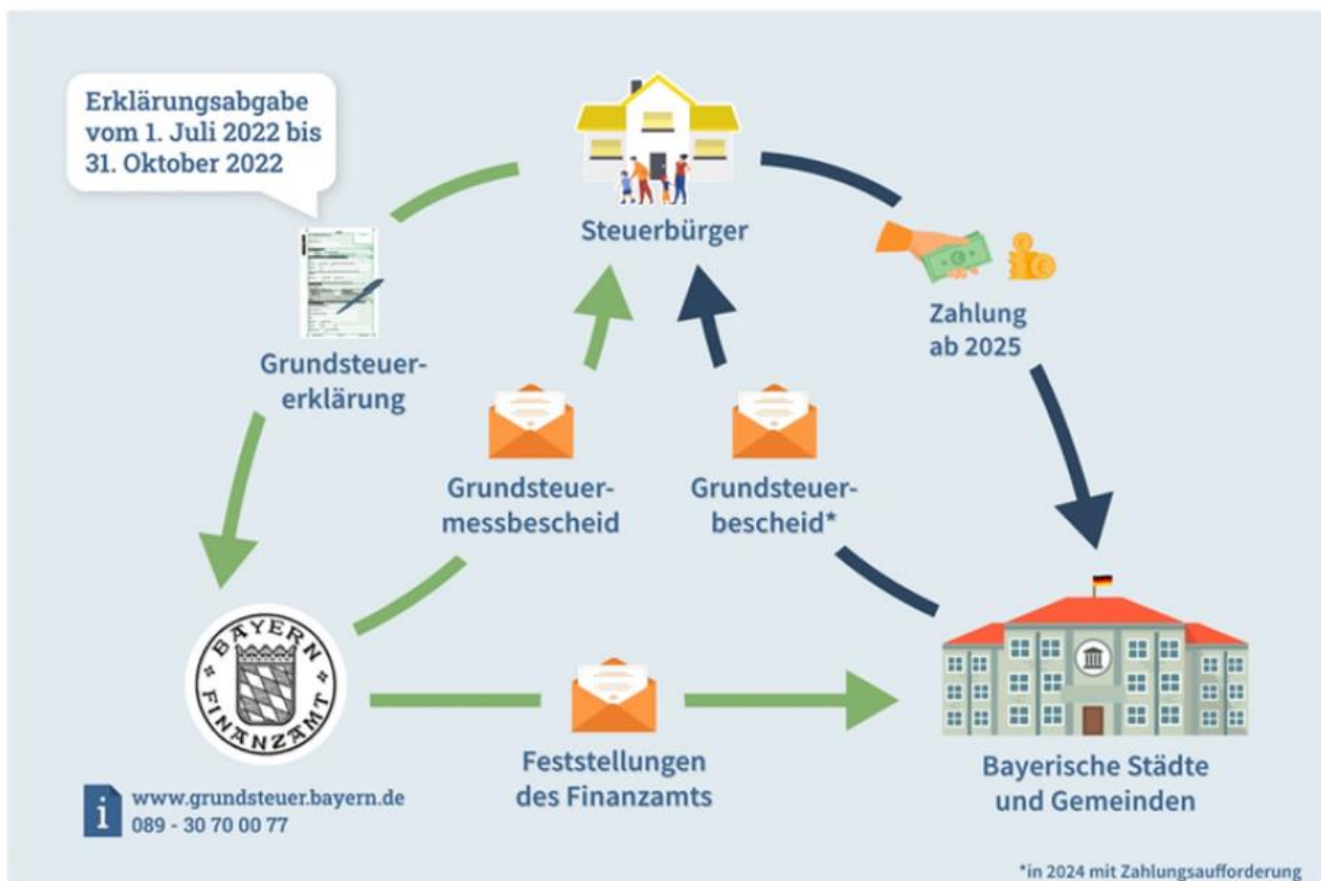 Erklärungsabgabe
vom 1. Juli 2022 bis
31. Oktober 2022
Steuerbürger
Grundsteuer-
erklärung
Zahlung
ab 2025
Grundsteuer-
messbescheid
Grundsteuer-
bescheid*
BAYERN
FINANZAMT
Feststellungen
des Finanzamts
Bayerische Städte
und Gemeinden
i
www.grundsteuer.bayern.de
089 - 30 70 00 77
*in 2024 mit Zahlungsaufforderung